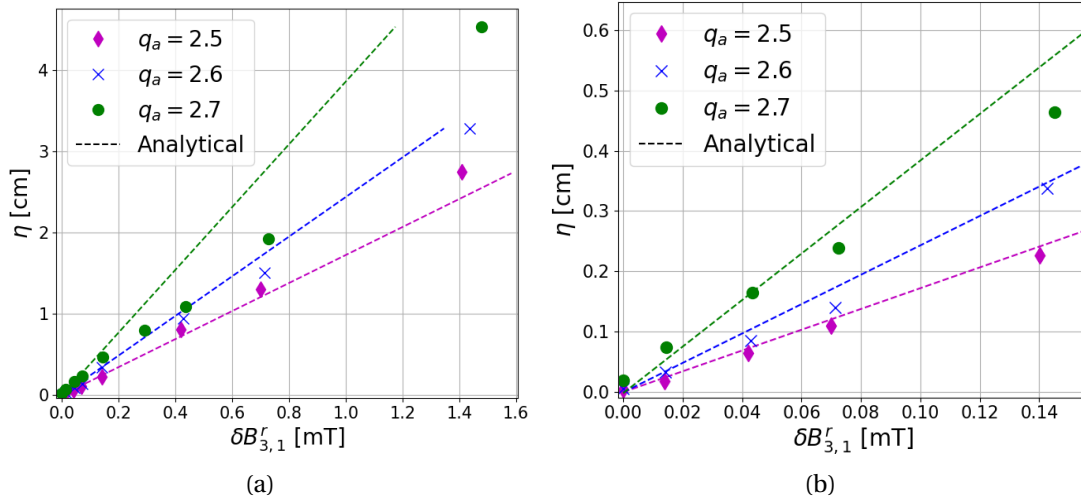 q_a = 2.5
q_a = 2.6
q_a = 2.7
Analytical
η [cm]
4
3
2
1
0
0.0 0.2 0.4 0.6 0.8 1.0 1.2 1.4 1.6
δB^r_{3,1} [mT]
(a)
q_a = 2.5
q_a = 2.6
q_a = 2.7
Analytical
η [cm]
0.6
0.5
0.4
0.3
0.2
0.1
0.0
0.00 0.02 0.04 0.06 0.08 0.10 0.12 0.14
δB^r_{3,1} [mT]
(b)